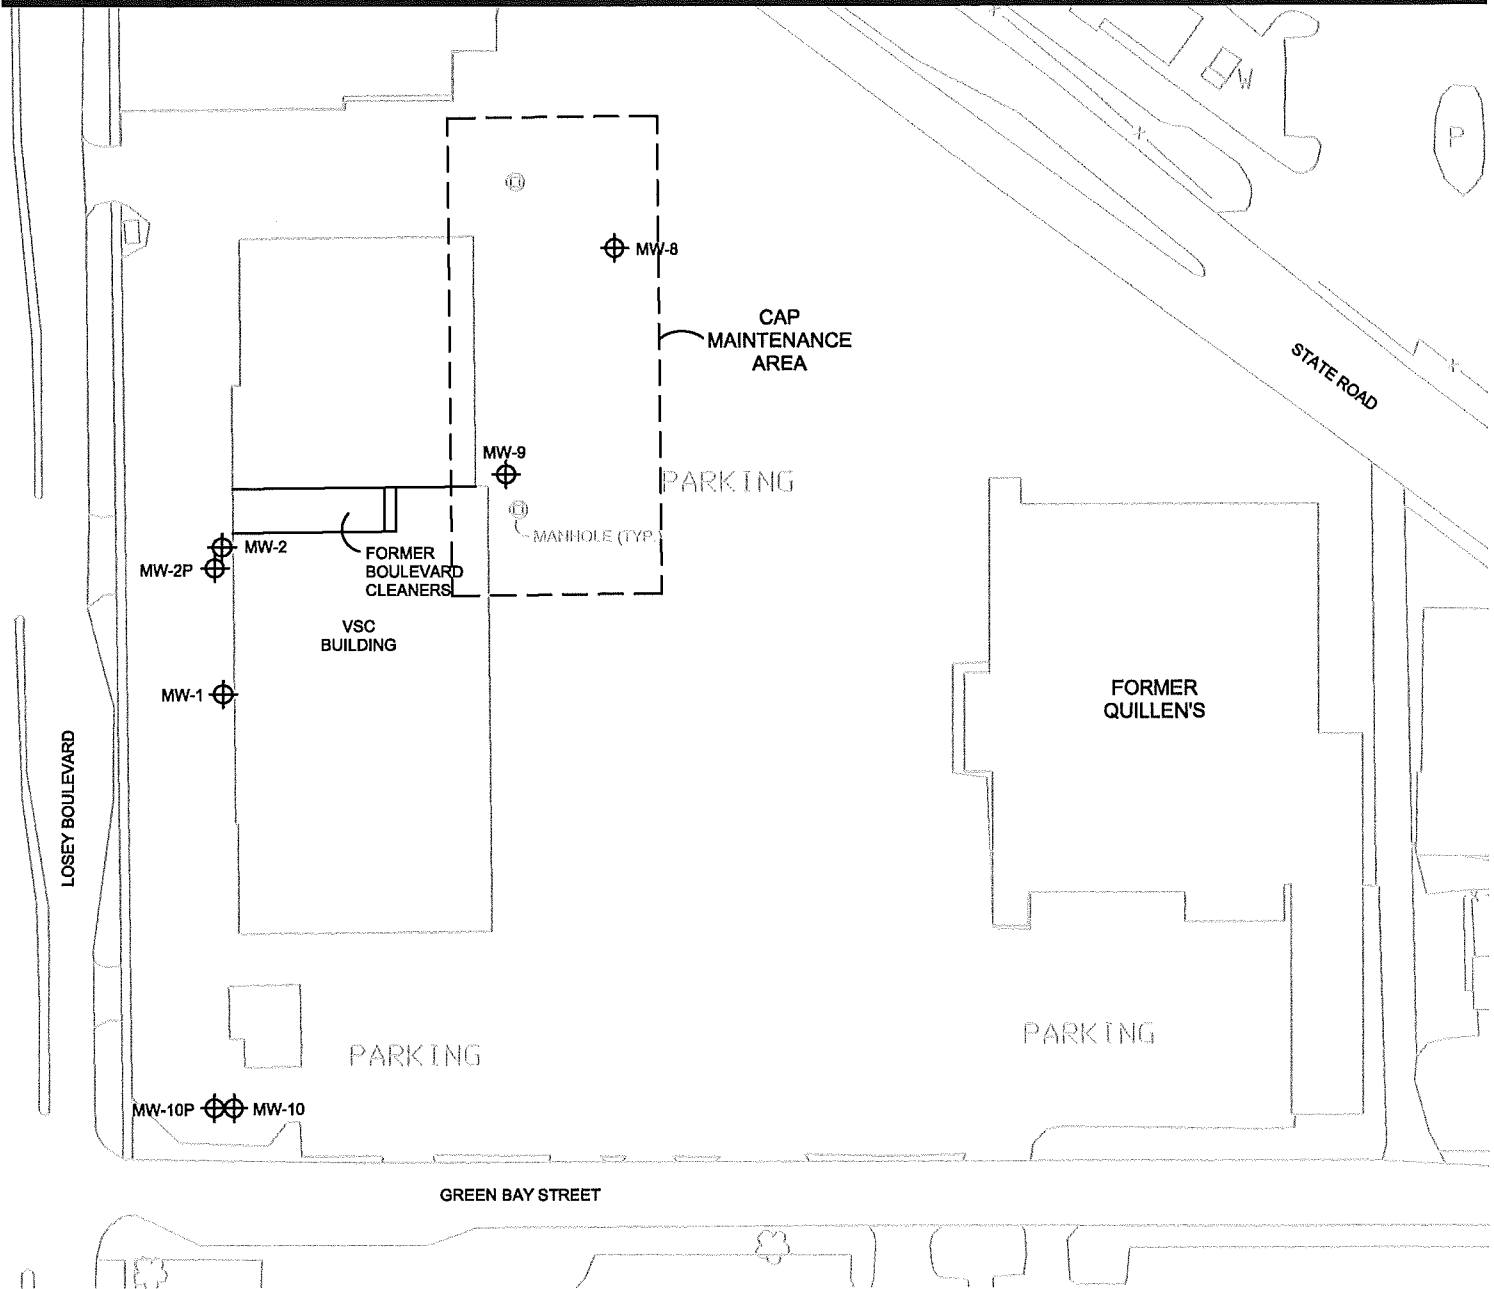 W
P
MW-8
CAP
MAINTENANCE
AREA
STATE ROAD
MW-9
PARKING
MANHOLE (TYP.)
MW-2
MW-2P
FORMER
BOULEVARD
CLEANERS
VSC
BUILDING
MW-1
FORMER
QUILLEN'S
LOSEY BOULEVARD
PARKING
PARKING
MW-10P
MW-10
GREEN BAY STREET